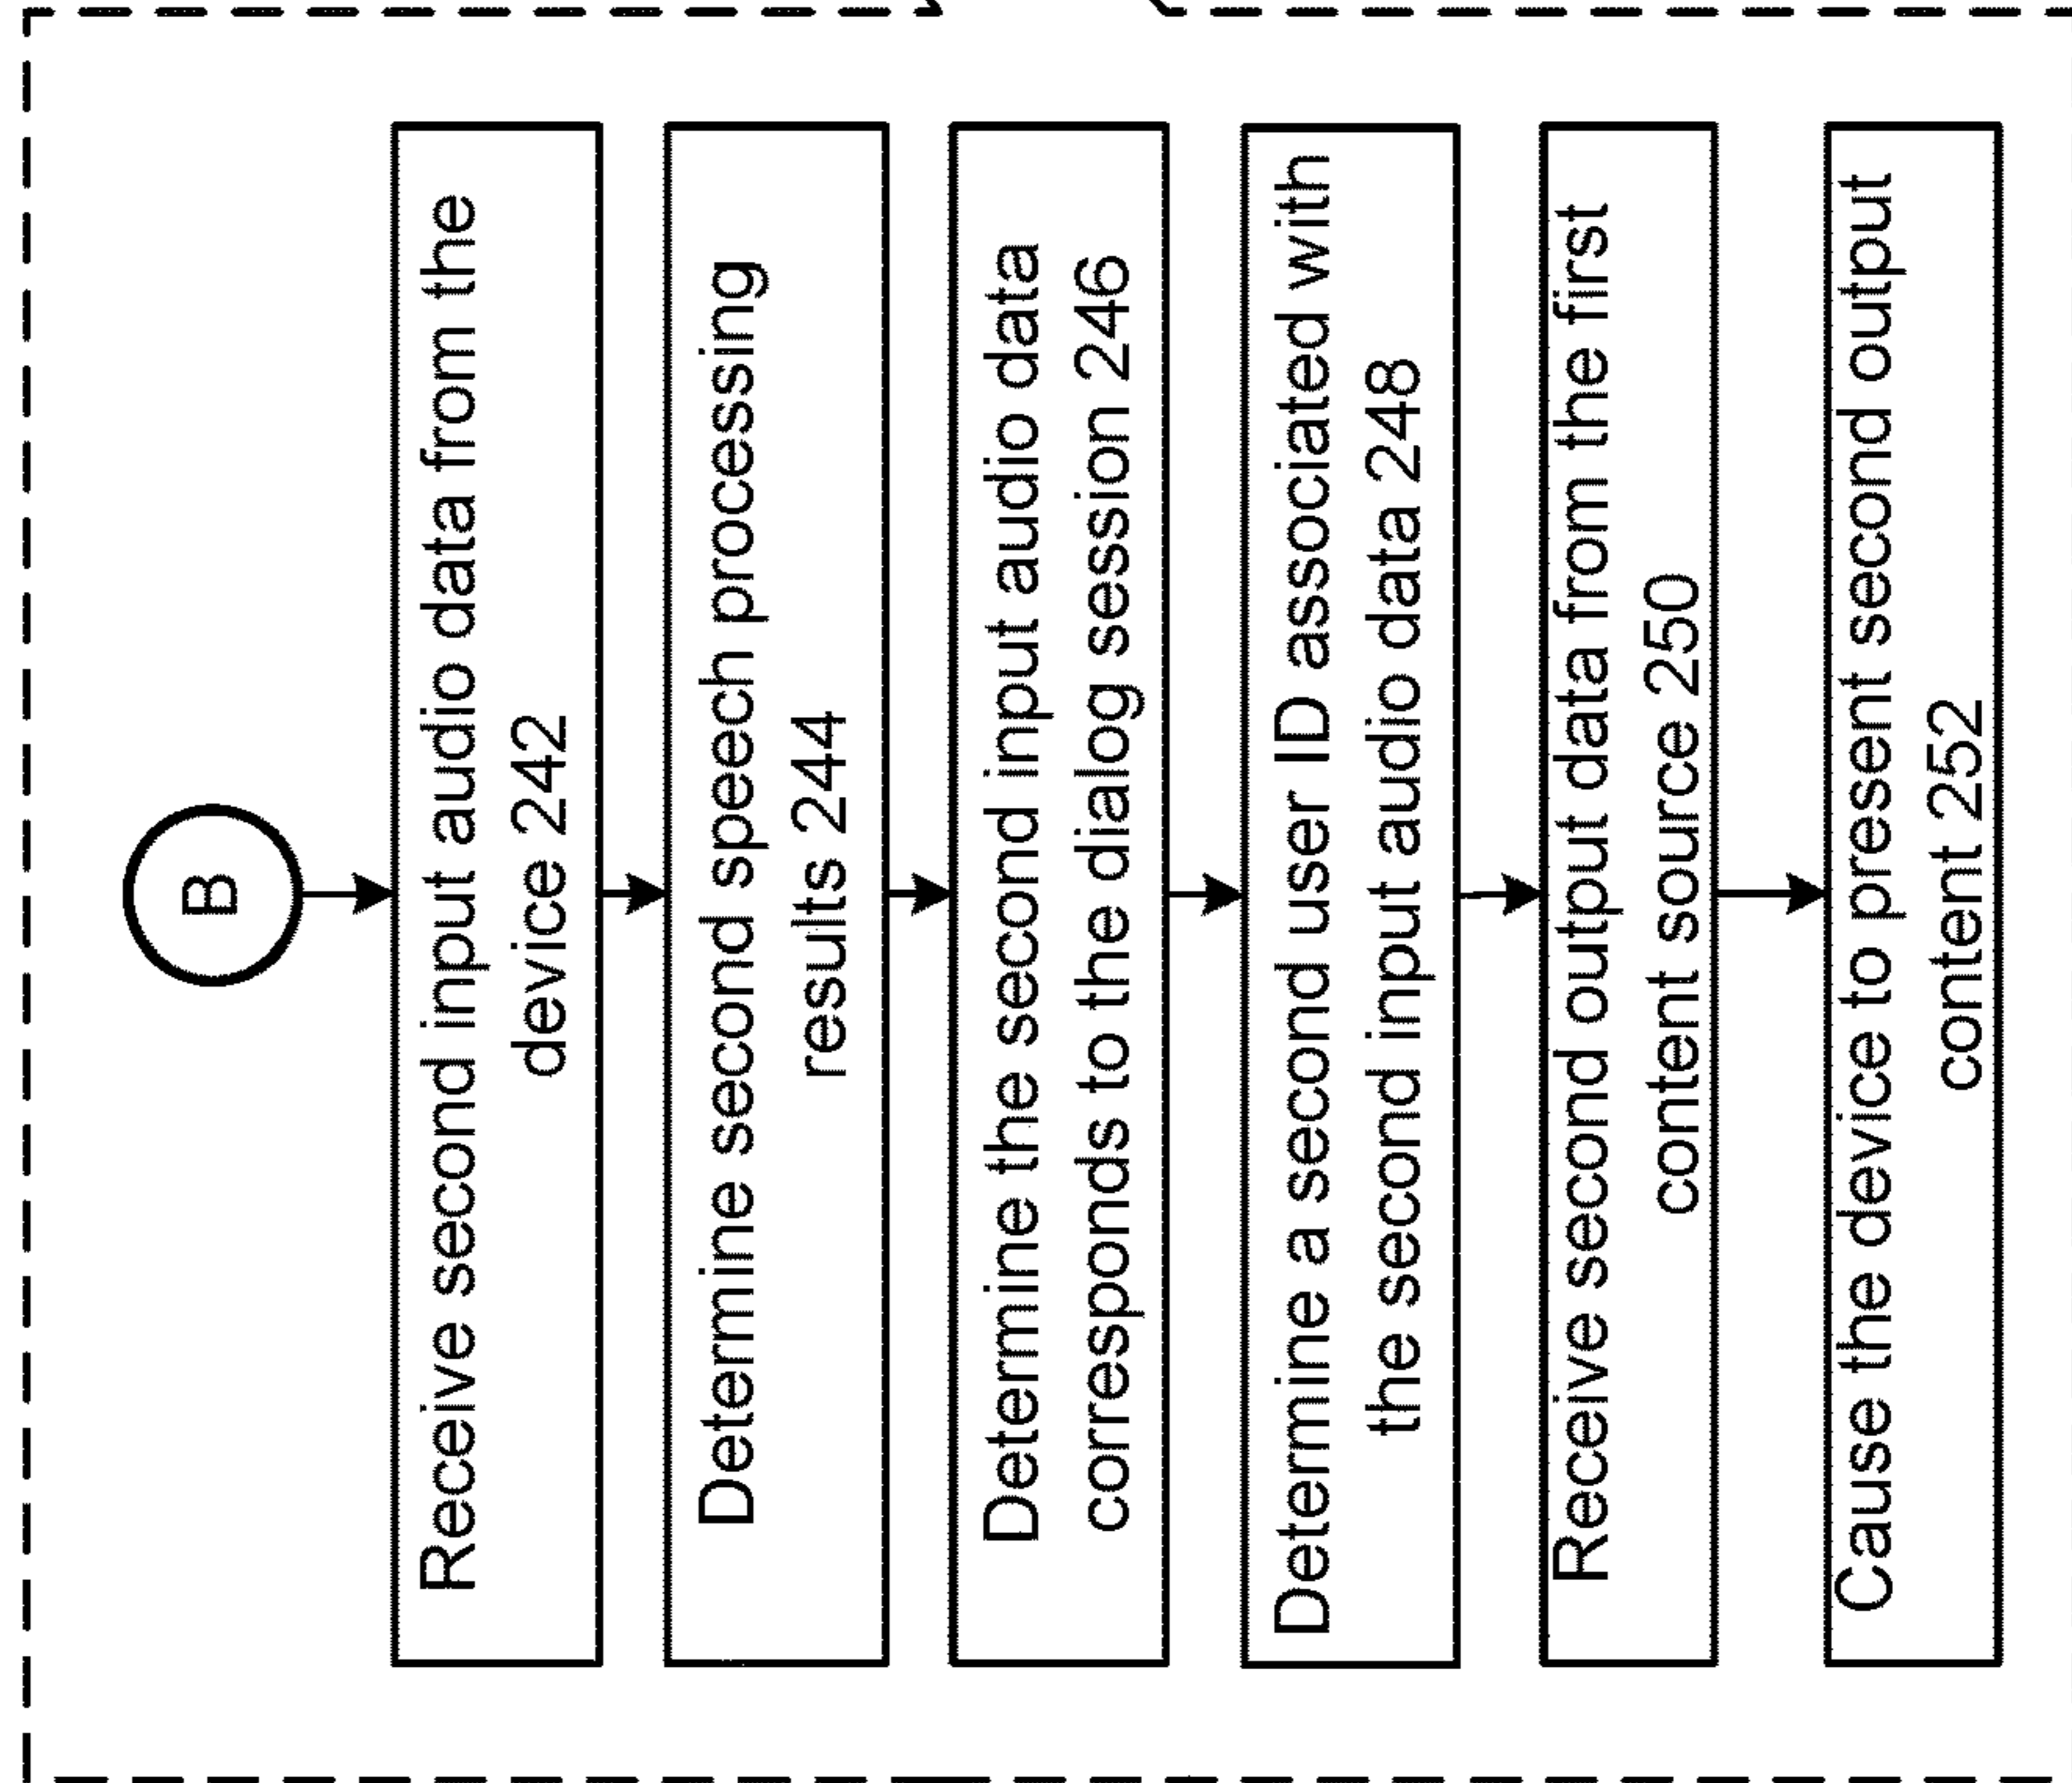 B
Receive second input audio data from the
device 242
Determine second speech processing
results 244
Determine the second input audio data
corresponds to the dialog session 246
Determine a second user ID associated with
the second input audio data 248
Receive second output data from the first
content source 250
Cause the device to present second output
content 252